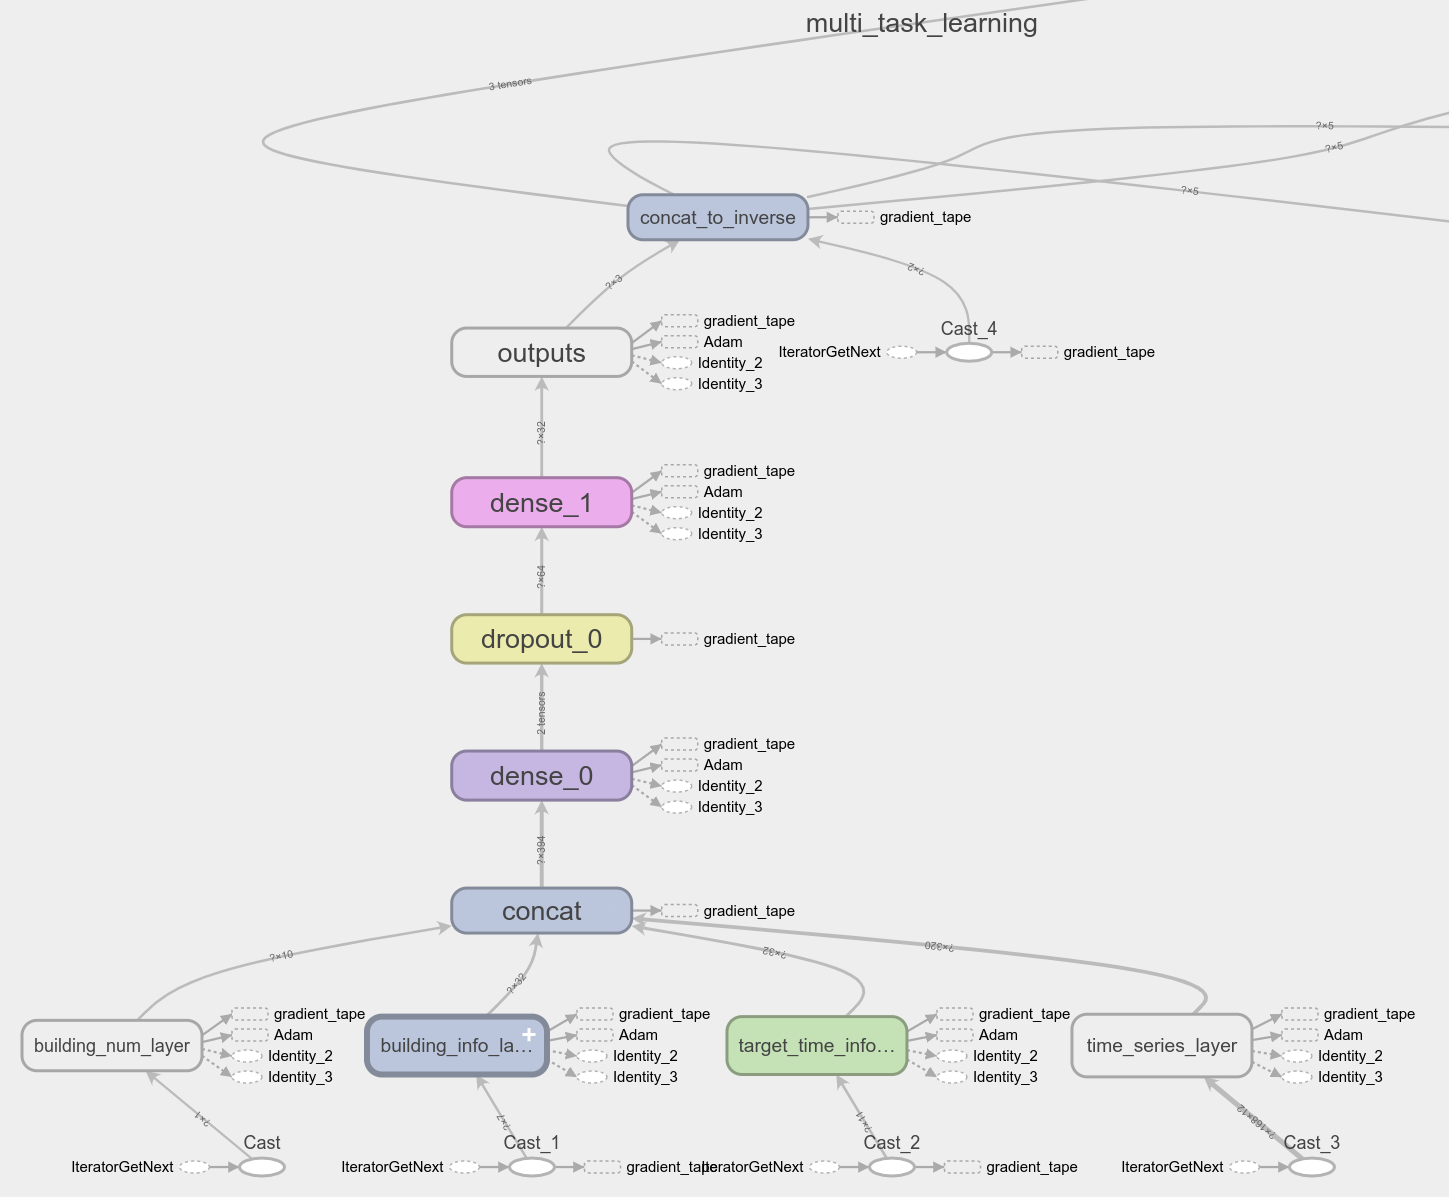 multi_task_learning
3 tensors
?×5
?×5
?×5
concat_to_inverse
gradient_tape
?×3
?×2
outputs
gradient_tape
Adam
Identity_2
Identity_3
Cast_4
IteratorGetNext
gradient_tape
?×32
dense_1
gradient_tape
Adam
Identity_2
Identity_3
?×64
dropout_0
gradient_tape
2 tensors
dense_0
gradient_tape
Adam
Identity_2
Identity_3
?×394
concat
gradient_tape
?×10
?×32
?×32
?×320
building_num_layer
gradient_tape
Adam
Identity_2
Identity_3
building_info_la…
+
gradient_tape
Adam
Identity_2
Identity_3
target_time_info…
gradient_tape
Adam
Identity_2
Identity_3
time_series_layer
gradient_tape
Adam
Identity_2
Identity_3
?×1
?×7
?×11
?×168×12
Cast
IteratorGetNext
Cast_1
IteratorGetNext
gradient_tape
Cast_2
IteratorGetNext
gradient_tape
Cast_3
IteratorGetNext